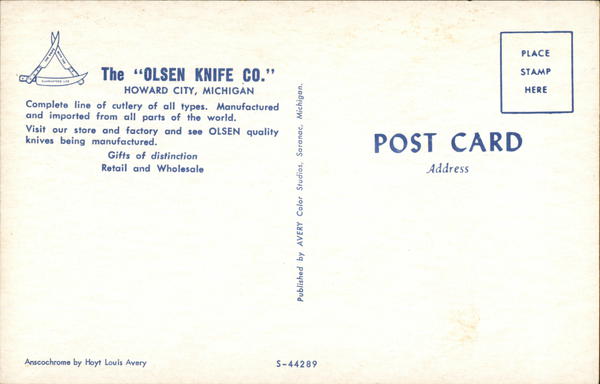 The "OLSEN KNIFE CO."
HOWARD CITY, MICHIGAN
Complete line of cutlery of all types. Manufactured
and imported from all parts of the world.
Visit our store and factory and see OLSEN quality
knives being manufactured.
Gifts of distinction
Retail and Wholesale
Anscochrome by Hoyt Louis Avery
Published by AVERY Color Studios, Saranac, Michigan.
S-44289
PLACE
STAMP
HERE
POST CARD
Address